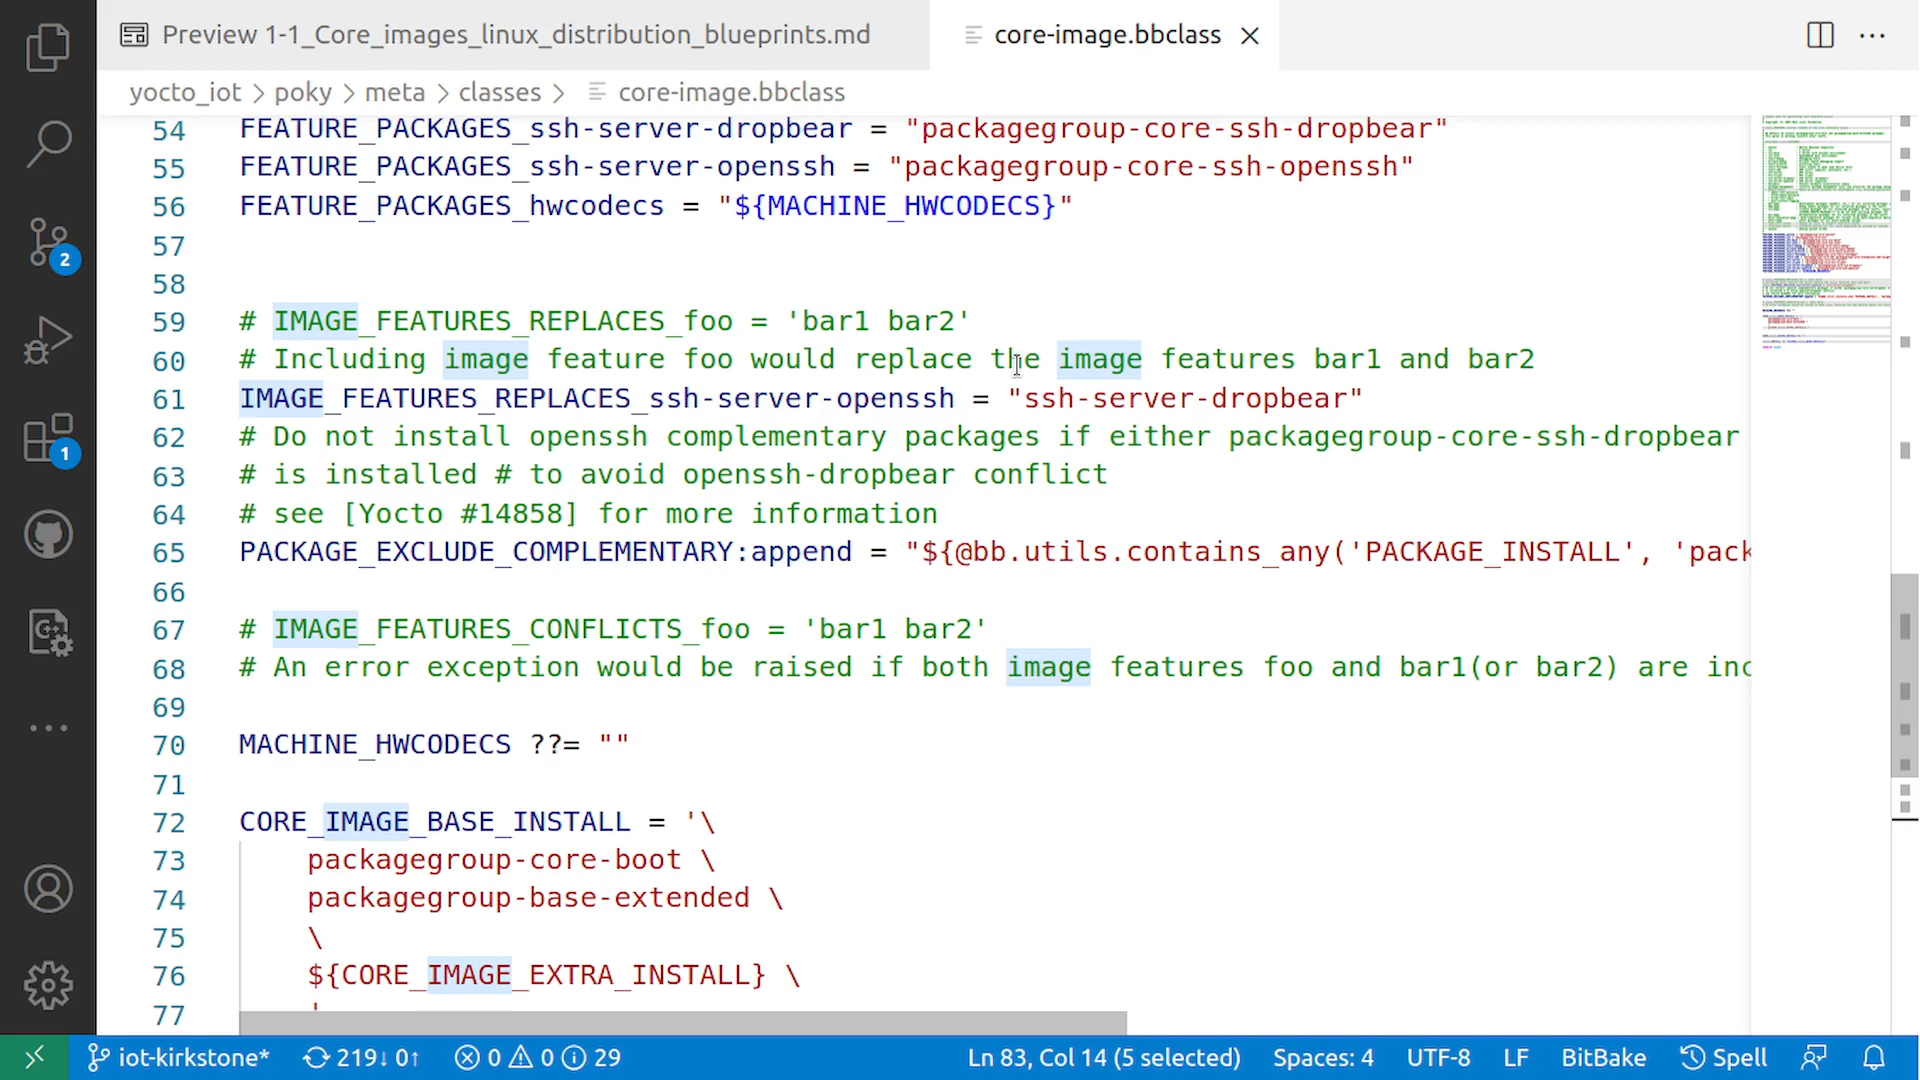 Preview 1-1_Core_images_linux_distribution_blueprints.md
core-image.bbclass
yocto_iot > poky > meta > classes > core-image.bbclass
54 FEATURE_PACKAGES_ssh-server-dropbear = "packagegroup-core-ssh-dropbear"
55 FEATURE_PACKAGES_ssh-server-openssh = "packagegroup-core-ssh-openssh"
56 FEATURE_PACKAGES_hwcodecs = "${MACHINE_HWCODECS}"
57
58
59 # IMAGE_FEATURES_REPLACES_foo = 'bar1 bar2'
60 # Including image feature foo would replace the image features bar1 and bar2
61 IMAGE_FEATURES_REPLACES_ssh-server-openssh = "ssh-server-dropbear"
62 # Do not install openssh complementary packages if either packagegroup-core-ssh-dropbear
63 # is installed # to avoid openssh-dropbear conflict
64 # see [Yocto #14858] for more information
65 PACKAGE_EXCLUDE_COMPLEMENTARY:append = "${@bb.utils.contains_any('PACKAGE_INSTALL', 'pack
66
67 # IMAGE_FEATURES_CONFLICTS_foo = 'bar1 bar2'
68 # An error exception would be raised if both image features foo and bar1(or bar2) are inc
69
70 MACHINE_HWCODECS ??= ""
71
72 CORE_IMAGE_BASE_INSTALL = '\
73 packagegroup-core-boot \
74 packagegroup-base-extended \
75 \
76 ${CORE_IMAGE_EXTRA_INSTALL} \
77 '
2
1
iot-kirkstone* 219↓ 0↑ 0 0 29 Ln 83, Col 14 (5 selected) Spaces: 4 UTF-8 LF BitBake Spell